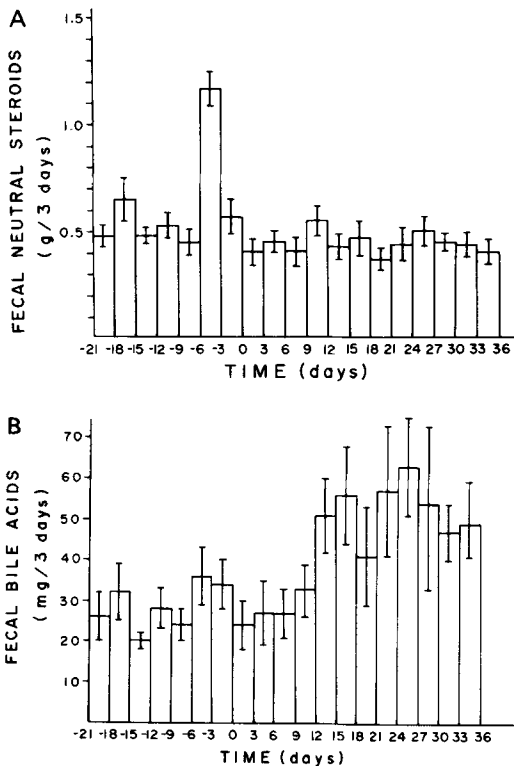 A
FECAL NEUTRAL STEROIDS
(g/3 days)
1.5
1.0
0.5
-21 -18 -15 -12 -9 -6 -3 0 3 6 9 12 15 18 21 24 27 30 33 36
TIME (days)
B
FECAL BILE ACIDS
(mg/3 days)
70
60
50
40
30
20
10
-21 -18 -15 -12 -9 -6 -3 0 3 6 9 12 15 18 21 24 27 30 33 36
TIME (days)